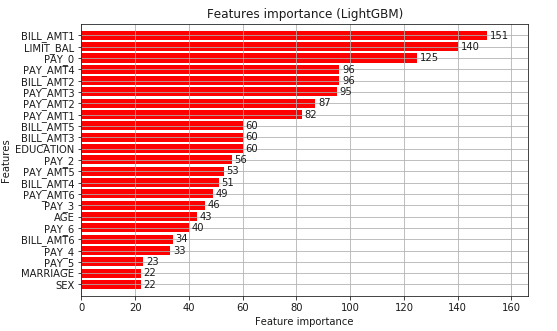 Features importance (LightGBM)
Features
BILL_AMT1 151
LIMIT_BAL 140
PAY_0 125
PAY_AMT4 96
BILL_AMT2 96
PAY_AMT3 95
PAY_AMT2 87
PAY_AMT1 82
BILL_AMT5 60
BILL_AMT3 60
EDUCATION 60
PAY_2 56
PAY_AMT5 53
BILL_AMT4 51
PAY_AMT6 49
PAY_3 46
AGE 43
PAY_6 40
BILL_AMT6 34
PAY_4 33
PAY_5 23
MARRIAGE 22
SEX 22
0 20 40 60 80 100 120 140 160
Feature importance